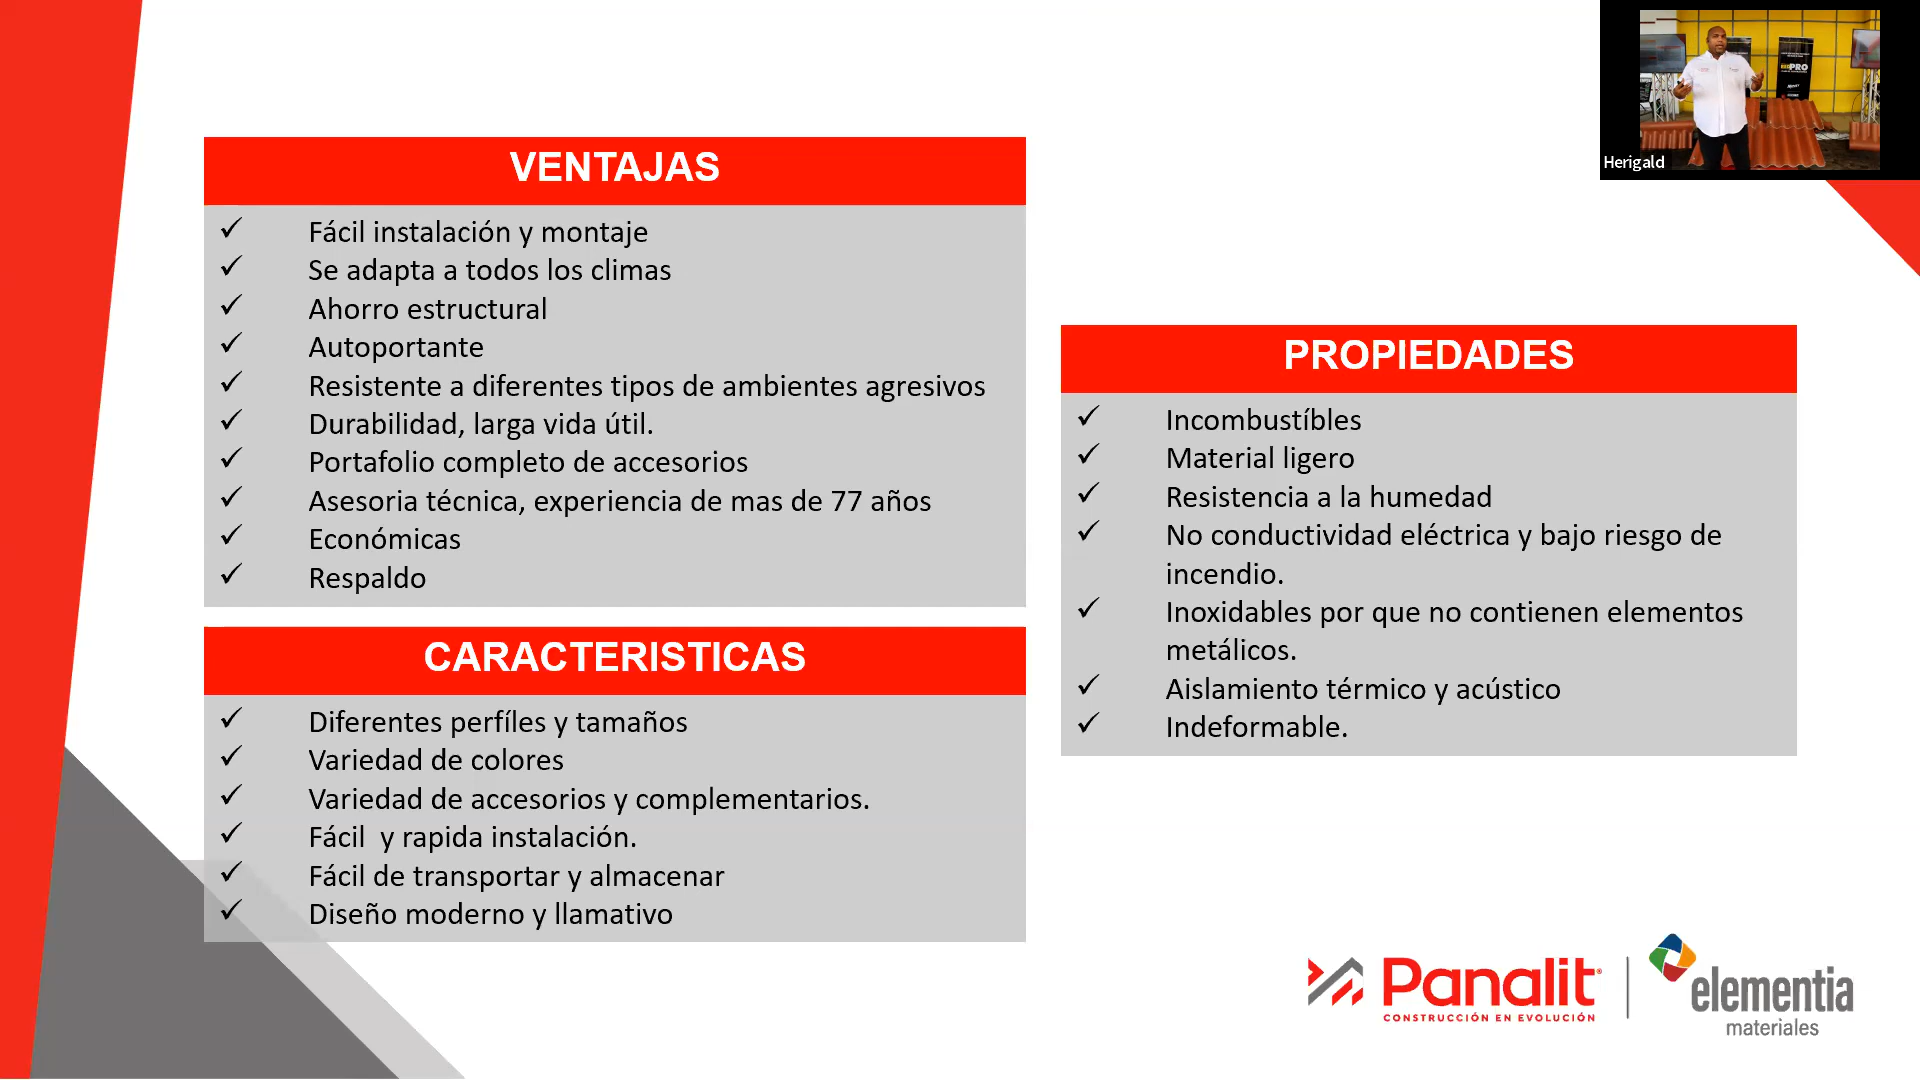 VENTAJAS
✓ Fácil instalación y montaje
✓ Se adapta a todos los climas
✓ Ahorro estructural
✓ Autoportante
✓ Resistente a diferentes tipos de ambientes agresivos
✓ Durabilidad, larga vida útil.
✓ Portafolio completo de accesorios
✓ Asesoria técnica, experiencia de mas de 77 años
✓ Económicas
✓ Respaldo
CARACTERISTICAS
✓ Diferentes perfíles y tamaños
✓ Variedad de colores
✓ Variedad de accesorios y complementarios.
✓ Fácil  y rapida instalación.
✓ Fácil de transportar y almacenar
✓ Diseño moderno y llamativo
PROPIEDADES
✓ Incombustíbles
✓ Material ligero
✓ Resistencia a la humedad
✓ No conductividad eléctrica y bajo riesgo de
incendio.
✓ Inoxidables por que no contienen elementos
metálicos.
✓ Aislamiento térmico y acústico
✓ Indeformable.
PRO
Herigald
Panalit®
CONSTRUCCIÓN EN EVOLUCIÓN
elementia
materiales